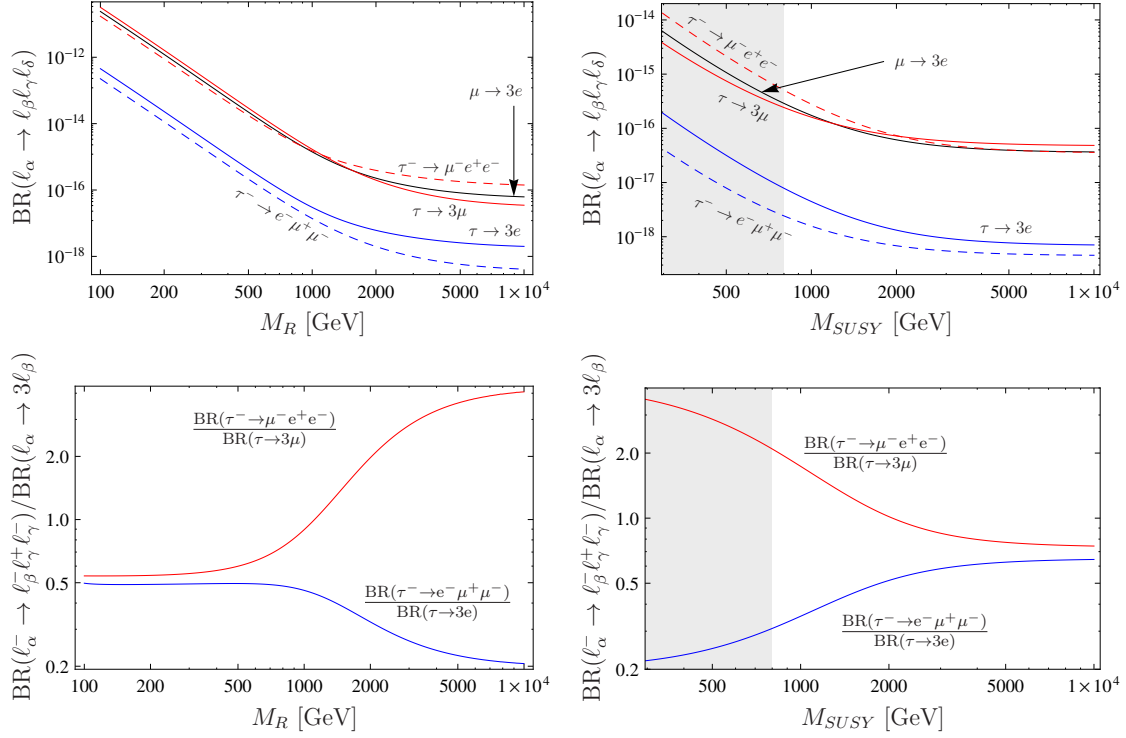 BR(ℓα → ℓβℓγℓδ)
10⁻¹²
10⁻¹⁴
10⁻¹⁶
10⁻¹⁸
μ → 3e
τ⁻ → μ⁻e⁺e⁻
τ → 3μ
τ → 3e
τ⁻ → e⁻μ⁺μ⁻
100 200 500 1000 2000 5000 1×10⁴
M_R [GeV]
BR(ℓα → ℓβℓγℓδ)
10⁻¹⁴
10⁻¹⁵
10⁻¹⁶
10⁻¹⁷
10⁻¹⁸
τ⁻ → μ⁻e⁺e⁻
μ → 3e
τ → 3μ
τ⁻ → e⁻μ⁺μ⁻
τ → 3e
500 1000 2000 5000 1×10⁴
M_SUSY [GeV]
BR(ℓα⁻ → ℓβ⁻ℓγ⁺ℓγ⁻)/BR(ℓα → 3ℓβ)
2.0
1.0
0.5
0.2
BR(τ⁻→μ⁻e⁺e⁻)
BR(τ→3μ)
BR(τ⁻→e⁻μ⁺μ⁻)
BR(τ→3e)
100 200 500 1000 2000 5000 1×10⁴
M_R [GeV]
BR(ℓα⁻ → ℓβ⁻ℓγ⁺ℓγ⁻)/BR(ℓα → 3ℓβ)
2.0
1.0
0.5
0.2
BR(τ⁻→μ⁻e⁺e⁻)
BR(τ→3μ)
BR(τ⁻→e⁻μ⁺μ⁻)
BR(τ→3e)
500 1000 2000 5000 1×10⁴
M_SUSY [GeV]